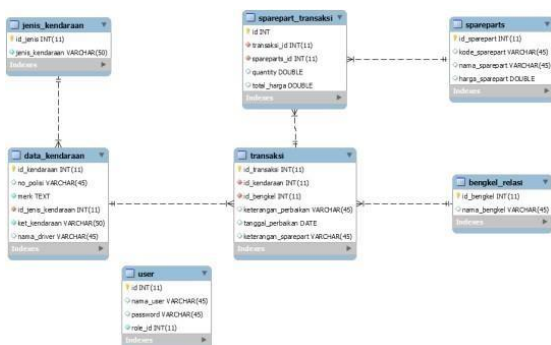 jenis_kendaraan
id_jenis INT(11)
jenis_kendaraan VARCHAR(50)
Indexes
sparepart_transaksi
id INT
transaksi_id INT(11)
spareparts_id INT(11)
quantity DOUBLE
total_harga DOUBLE
Indexes
spareparts
id_sparepart INT(11)
kode_sparepart VARCHAR(45)
nama_sparepart VARCHAR(45)
harga_sparepart DOUBLE
Indexes
data_kendaraan
id_kendaraan INT(11)
no_polisi VARCHAR(45)
merk TEXT
id_jenis_kendaraan INT(11)
ket_kendaraan VARCHAR(50)
nama_driver VARCHAR(45)
Indexes
transaksi
id_transaksi INT(11)
id_kendaraan INT(11)
id_bengkel INT(11)
keterangan_perbaikan VARCHAR(45)
tanggal_perbaikan DATE
keterangan_sparepart VARCHAR(45)
Indexes
bengkel_relasi
id_bengkel INT(11)
nama_bengkel VARCHAR(45)
Indexes
user
id INT(11)
nama_user VARCHAR(45)
password VARCHAR(45)
role_id INT(11)
Indexes